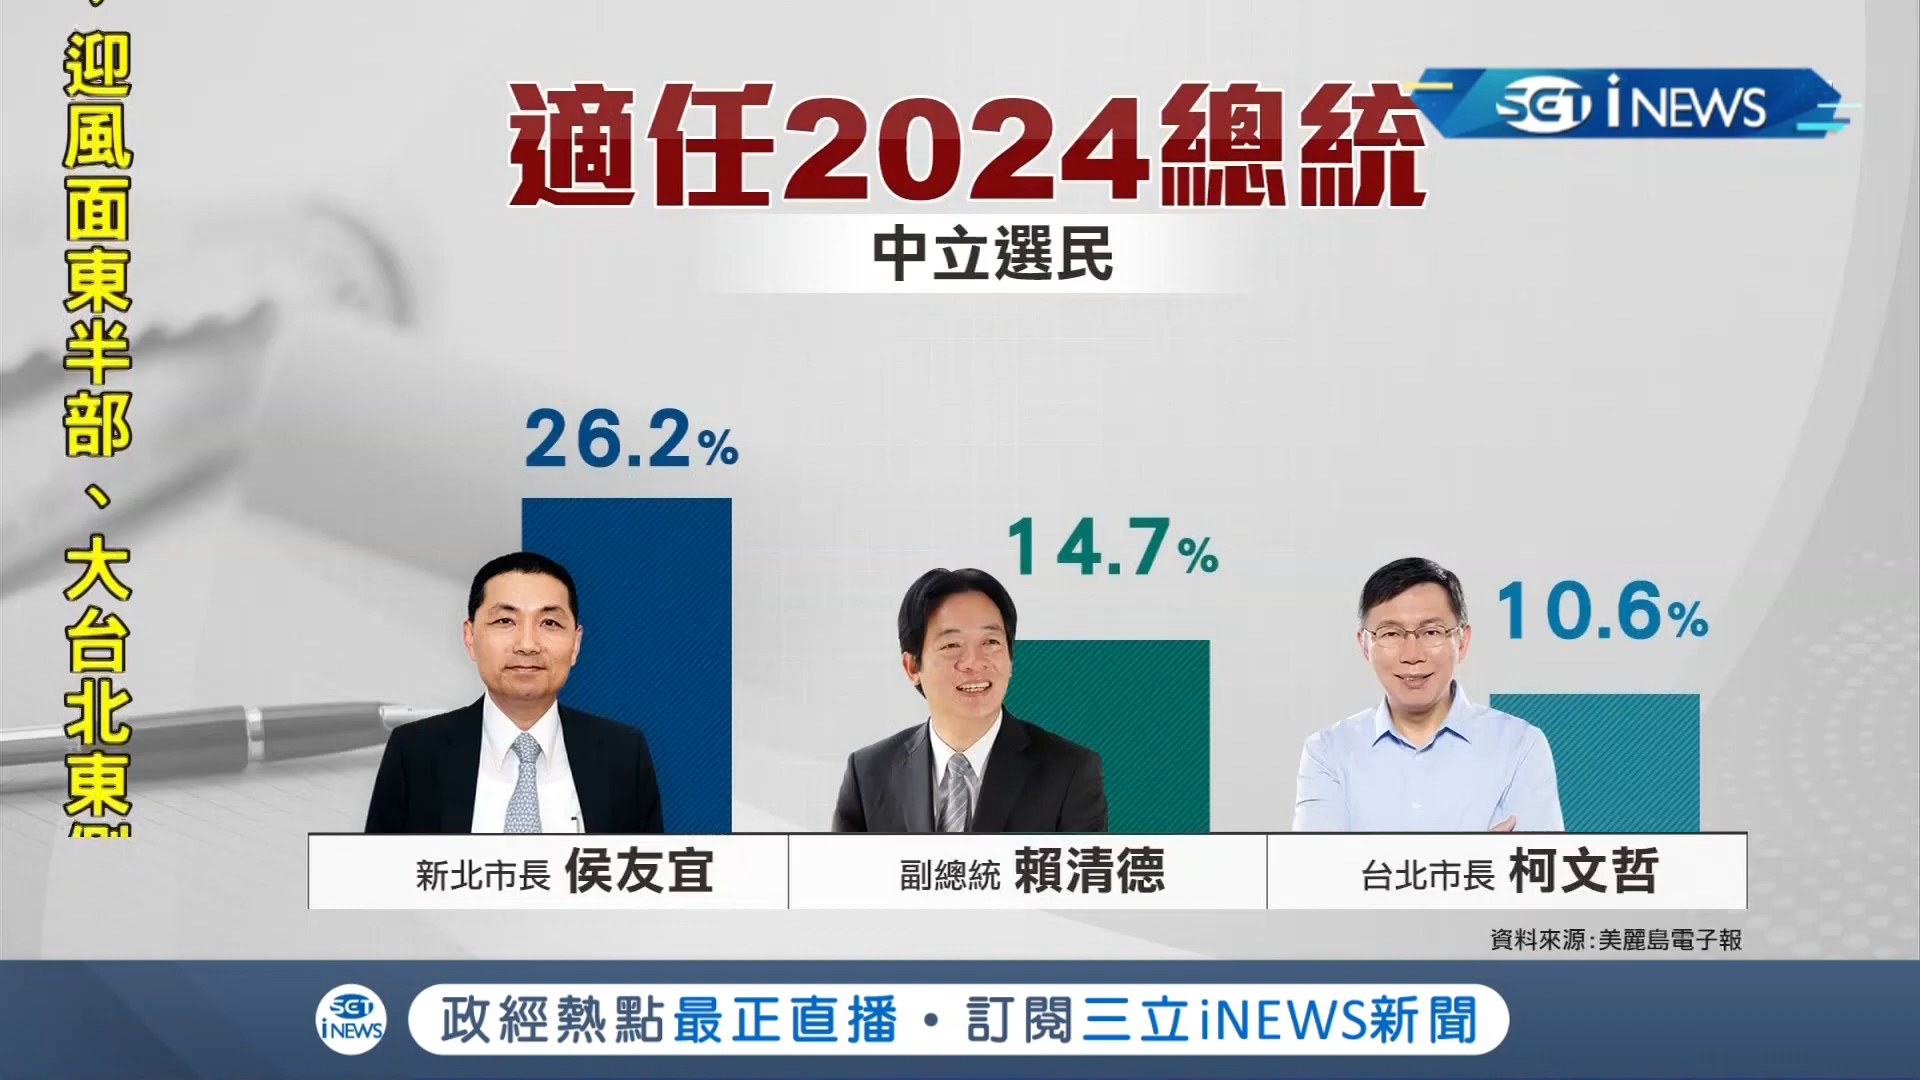 迎風面東半部、大台北東側
適任2024總統
SET iNEWS
中立選民
26.2%
14.7%
10.6%
新北市長 侯友宜
副總統 賴清德
台北市長 柯文哲
資料來源:美麗島電子報
SET iNEWS
政經熱點最正直播・訂閱三立iNEWS新聞